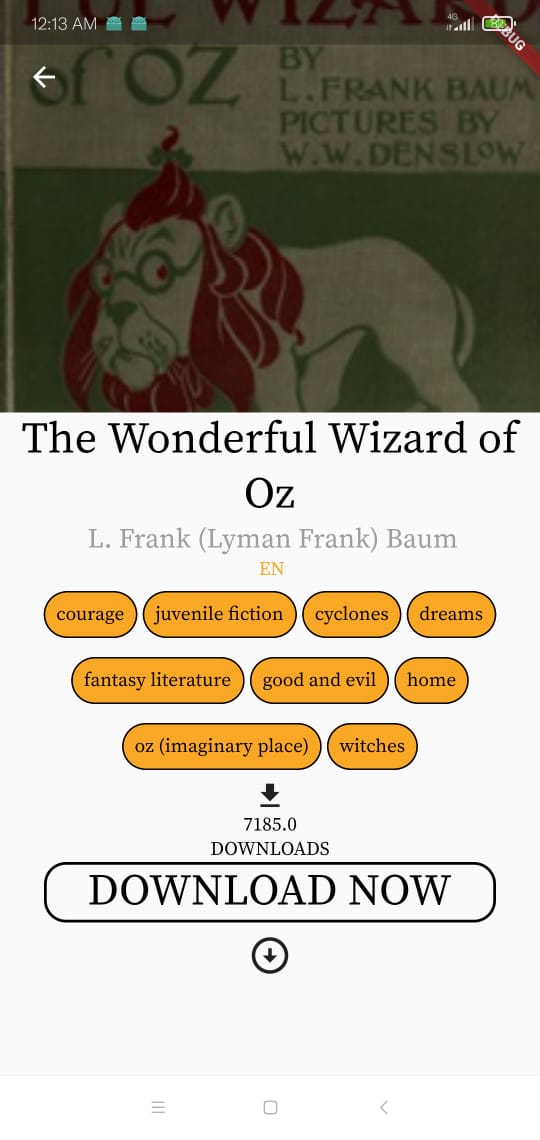 12:13 AM
4G
82
BUG
of OZ
BY
L. FRANK BAUM
PICTURES BY
W.W. DENSLOW
The Wonderful Wizard of
Oz
L. Frank (Lyman Frank) Baum
EN
courage juvenile fiction cyclones dreams
fantasy literature good and evil home
oz (imaginary place) witches
7185.0
DOWNLOADS
DOWNLOAD NOW